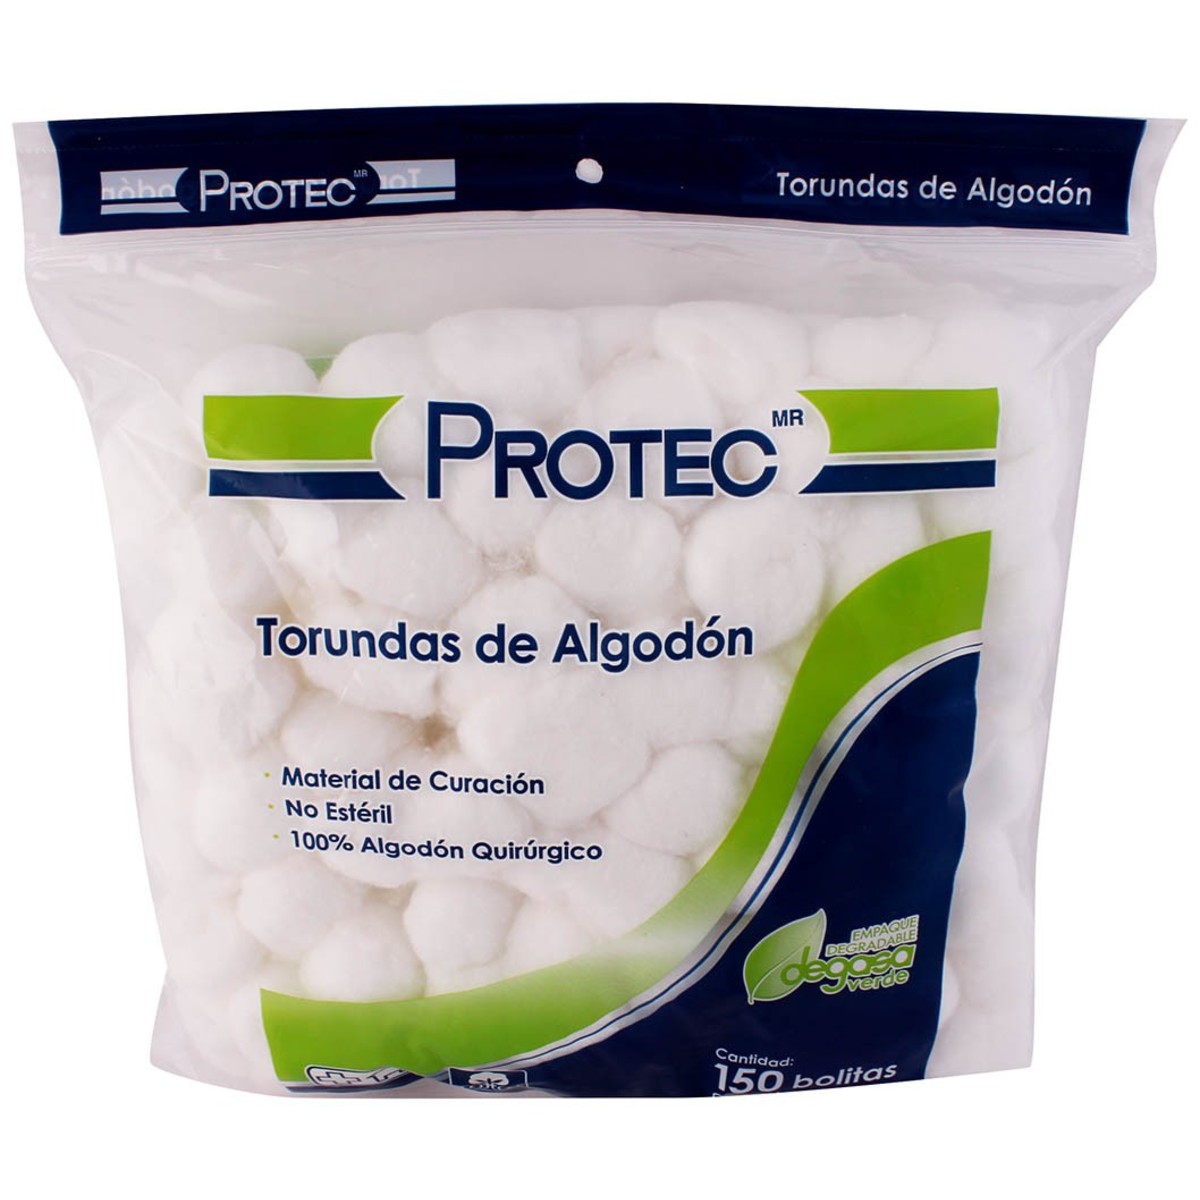 PROTEC MR
Torundas de Algodón
PROTEC MR
Torundas de Algodón
· Material de Curación
· No Estéril
· 100% Algodón Quirúrgico
EMPAQUE
DEGRADABLE
degasa
verde
Cantidad:
150 bolitas